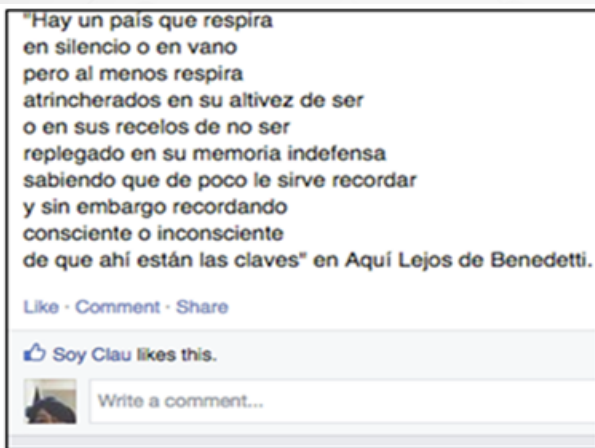 "Hay un país que respira
en silencio o en vano
pero al menos respira
atrincherados en su altivez de ser
o en sus recelos de no ser
replegado en su memoria indefensa
sabiendo que de poco le sirve recordar
y sin embargo recordando
consciente o inconsciente
de que ahí están las claves" en Aquí Lejos de Benedetti.
Like · Comment · Share
Soy Clau likes this.
Write a comment...